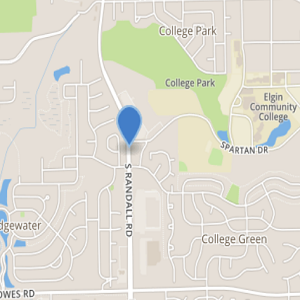 College Park
College Park
Elgin
Community
College
SPARTAN DR
S RANDALL RD
dgewater
College Green
OWES RD